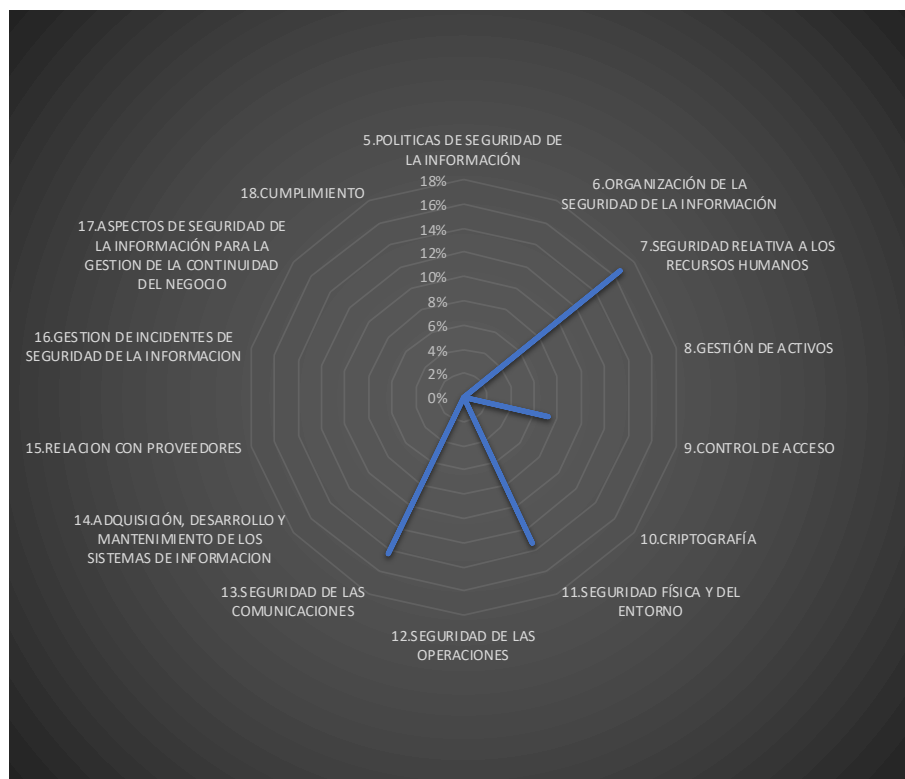 5.POLITICAS DE SEGURIDAD DE
LA INFORMACIÓN
6.ORGANIZACIÓN DE LA
SEGURIDAD DE LA INFORMACIÓN
7.SEGURIDAD RELATIVA A LOS
RECURSOS HUMANOS
8.GESTIÓN DE ACTIVOS
9.CONTROL DE ACCESO
10.CRIPTOGRAFÍA
11.SEGURIDAD FÍSICA Y DEL
ENTORNO
12.SEGURIDAD DE LAS
OPERACIONES
13.SEGURIDAD DE LAS
COMUNICACIONES
14.ADQUISICIÓN, DESARROLLO Y
MANTENIMIENTO DE LOS
SISTEMAS DE INFORMACION
15.RELACION CON PROVEEDORES
16.GESTION DE INCIDENTES DE
SEGURIDAD DE LA INFORMACION
17.ASPECTOS DE SEGURIDAD DE
LA INFORMACIÓN PARA LA
GESTION DE LA CONTINUIDAD
DEL NEGOCIO
18.CUMPLIMIENTO
18%
16%
14%
12%
10%
8%
6%
4%
2%
0%